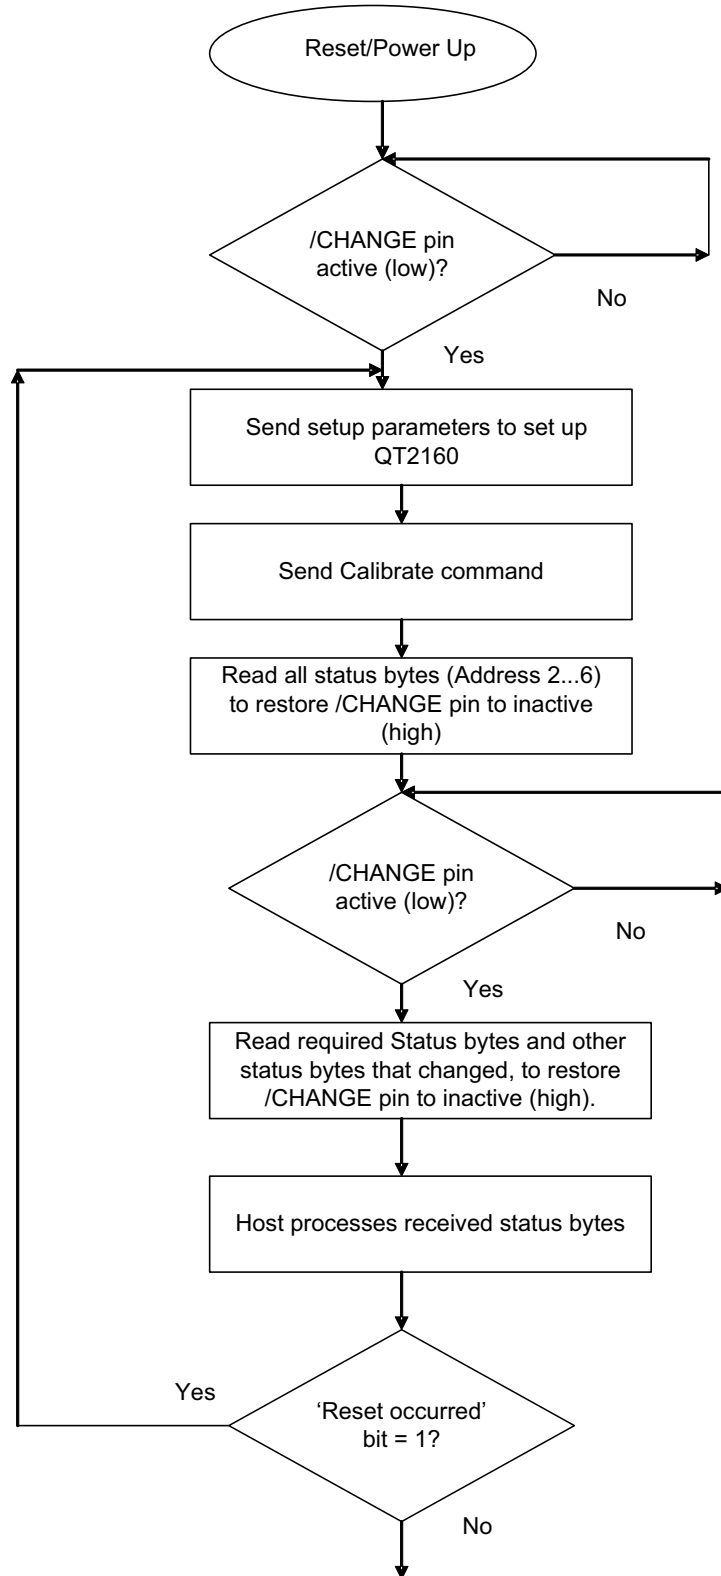 Reset/Power Up
/CHANGE pin
active (low)?
No
Yes
Send setup parameters to set up
QT2160
Send Calibrate command
Read all status bytes (Address 2...6)
to restore /CHANGE pin to inactive
(high)
/CHANGE pin
active (low)?
No
Yes
Read required Status bytes and other
status bytes that changed, to restore
/CHANGE pin to inactive (high).
Host processes received status bytes
Yes
‘Reset occurred’
bit = 1?
No